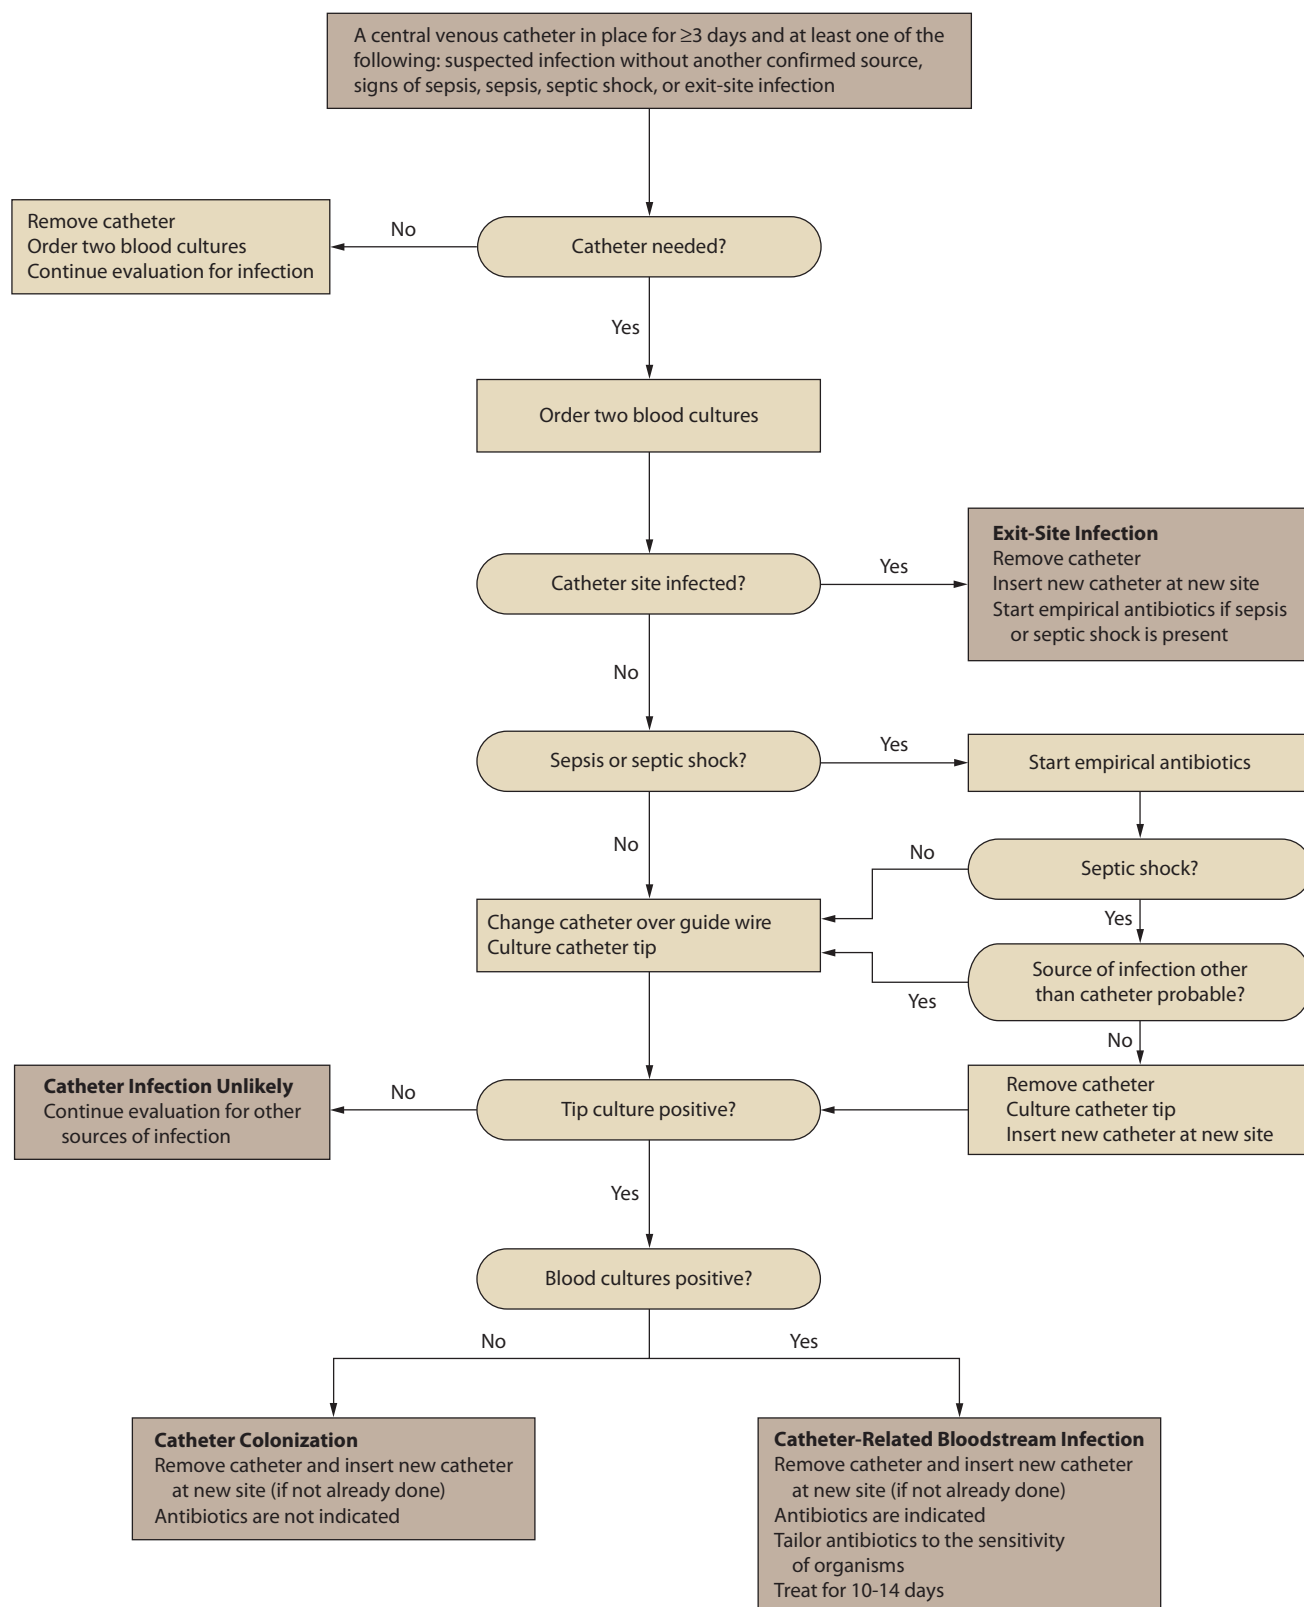 A central venous catheter in place for ≥3 days and at least one of the
following: suspected infection without another confirmed source,
signs of sepsis, sepsis, septic shock, or exit-site infection
Remove catheter
Order two blood cultures
Continue evaluation for infection
No
Catheter needed?
Yes
Order two blood cultures
Catheter site infected?
Yes
Exit-Site Infection
Remove catheter
Insert new catheter at new site
Start empirical antibiotics if sepsis
or septic shock is present
No
Sepsis or septic shock?
Yes
Start empirical antibiotics
No
No
Septic shock?
Yes
Change catheter over guide wire
Culture catheter tip
Source of infection other
than catheter probable?
Yes
No
Catheter Infection Unlikely
Continue evaluation for other
sources of infection
No
Tip culture positive?
Remove catheter
Culture catheter tip
Insert new catheter at new site
Yes
Blood cultures positive?
No
Yes
Catheter Colonization
Remove catheter and insert new catheter
at new site (if not already done)
Antibiotics are not indicated
Catheter-Related Bloodstream Infection
Remove catheter and insert new catheter
at new site (if not already done)
Antibiotics are indicated
Tailor antibiotics to the sensitivity
of organisms
Treat for 10-14 days